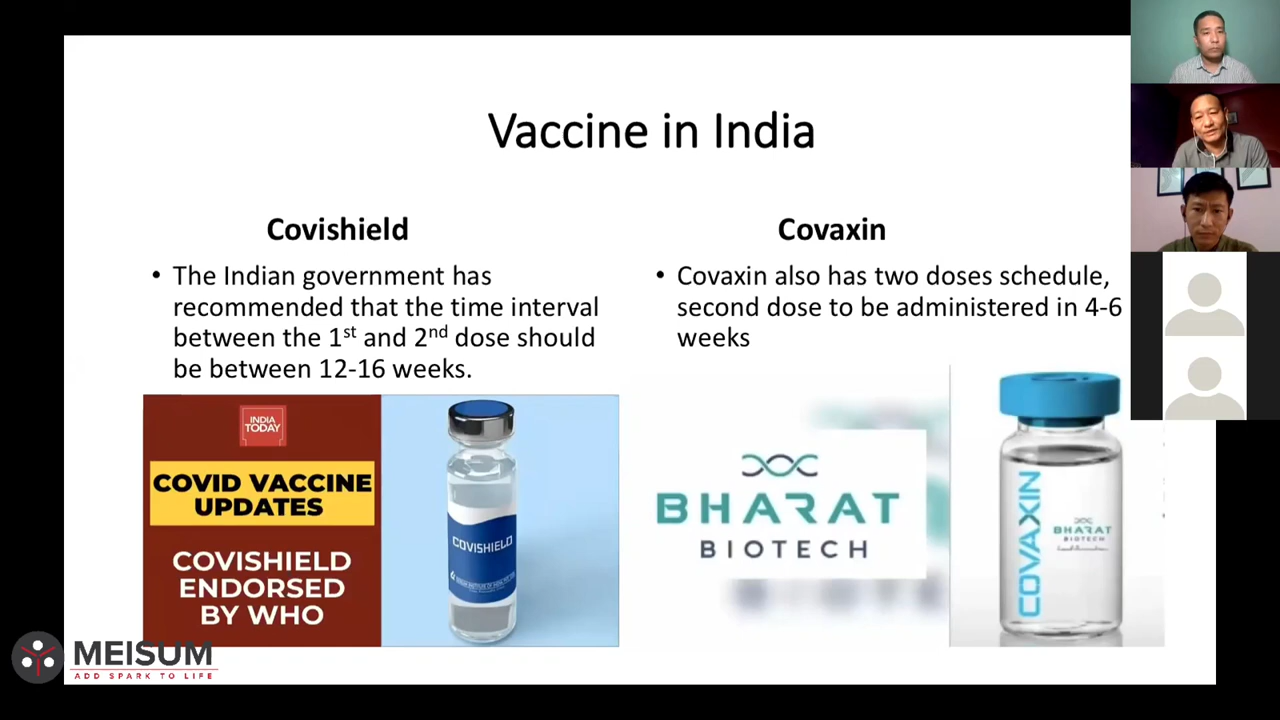 Vaccine in India
Covishield
• The Indian government has
recommended that the time interval
between the 1st and 2nd dose should
be between 12-16 weeks.
Covaxin
• Covaxin also has two doses schedule,
second dose to be administered in 4-6
weeks
INDIA
TODAY
COVID VACCINE
UPDATES
COVISHIELD
ENDORSED
BY WHO
COVISHIELD
BHARAT
BIOTECH
COVAXIN
BHARAT
BIOTECH
MEISUM
ADD SPARK TO LIFE